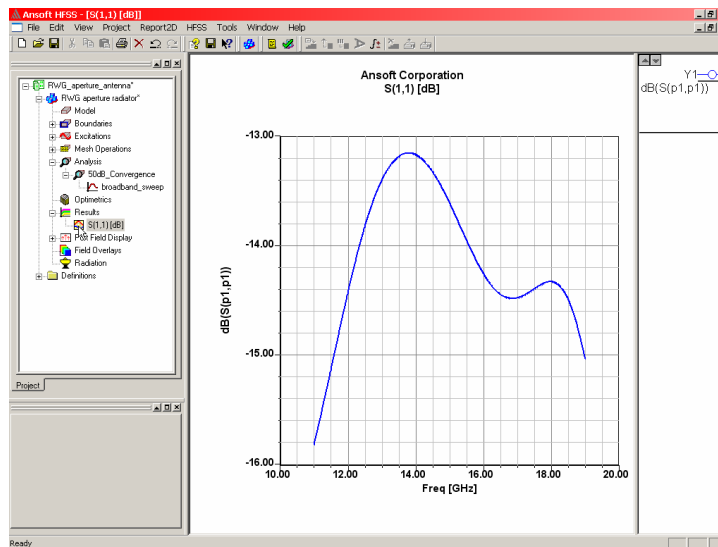 Ansoft HFSS - [S(1,1) [dB]]
File Edit View Project Report2D HFSS Tools Window Help
RWG_aperture_antenna*
RWG aperture radiator*
Model
Boundaries
Excitations
Mesh Operations
Analysis
50dB_Convergence
broadband_sweep
Optimetrics
Results
S(1,1) [dB]
Field Display
Field Overlays
Radiation
Definitions
Project
Ansoft Corporation
S(1,1) [dB]
Y1
dB(S(p1,p1))
-13.00
-14.00
-15.00
-16.00
dB(S(p1,p1))
10.00 12.00 14.00 16.00 18.00 20.00
Freq [GHz]
Ready